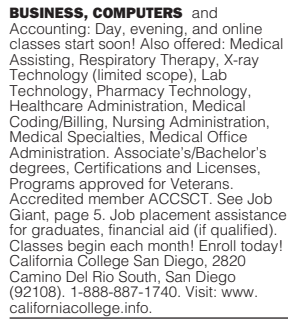 BUSINESS, COMPUTERS and
Accounting: Day, evening, and online
classes start soon! Also offered: Medical
Assisting, Respiratory Therapy, X-ray
Technology (limited scope), Lab
Technology, Pharmacy Technology,
Healthcare Administration, Medical
Coding/Billing, Nursing Administration,
Medical Specialties, Medical Office
Administration. Associate's/Bachelor's
degrees, Certifications and Licenses,
Programs approved for Veterans.
Accredited member ACCSCT. See Job
Giant, page 5. Job placement assistance
for graduates, financial aid (if qualified).
Classes begin each month! Enroll today!
California College San Diego, 2820
Camino Del Rio South, San Diego
(92108). 1-888-887-1740. Visit: www.
californiacollege.info.